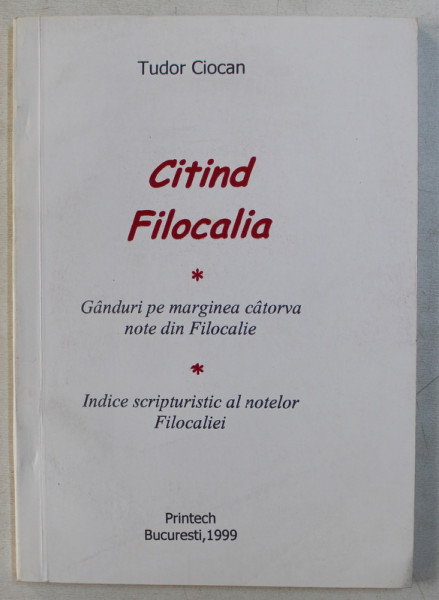 Tudor Ciocan
Citind
Filocalia
*
Gânduri pe marginea câtorva
note din Filocalie
*
Indice scripturistic al notelor
Filocaliei
Printech
Bucuresti,1999